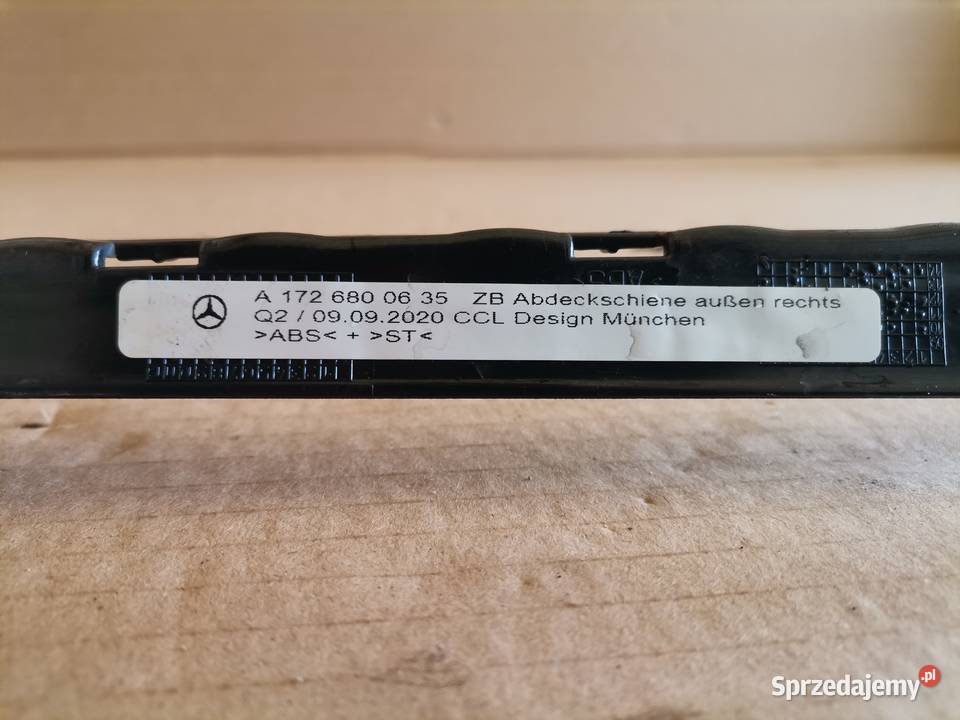 A 172 680 06 35 ZB Abdeckschiene außen rechts
Q2 / 09.09.2020 CCL Design München
>ABS< + >ST<
Sprzedajemy.pl